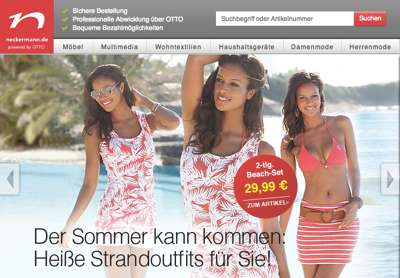 neckermann.de
powered by OTTO
Sichere Bestellung
Professionelle Abwicklung über OTTO
Bequeme Bezahlmöglichkeiten
Suchbegriff oder Artikelnummer
Suchen
Möbel
Multimedia
Wohntextilien
Haushaltsgeräte
Damenmode
Herrenmode
2-tlg.
Beach-Set
29,99 €
ZUM ARTIKEL>
Der Sommer kann kommen:
Heiße Strandoutfits für Sie!